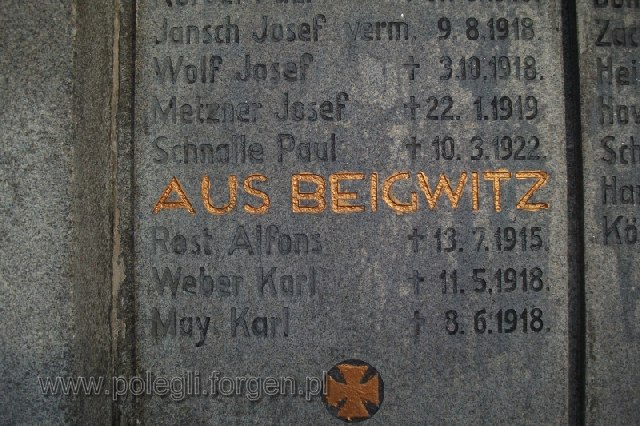 Jansch Josef verm. 9.8.1918.
Wolf Josef † 3.10.1918.
Metzner Josef † 22.1.1919
Schnalle Paul † 10.3.1922.
AUS BEIGWITZ
Rost Alfons † 13.7.1915.
Weber Karl † 11.5.1918.
May. Karl † 8.6.1918.
www.polegli.forgen.pl